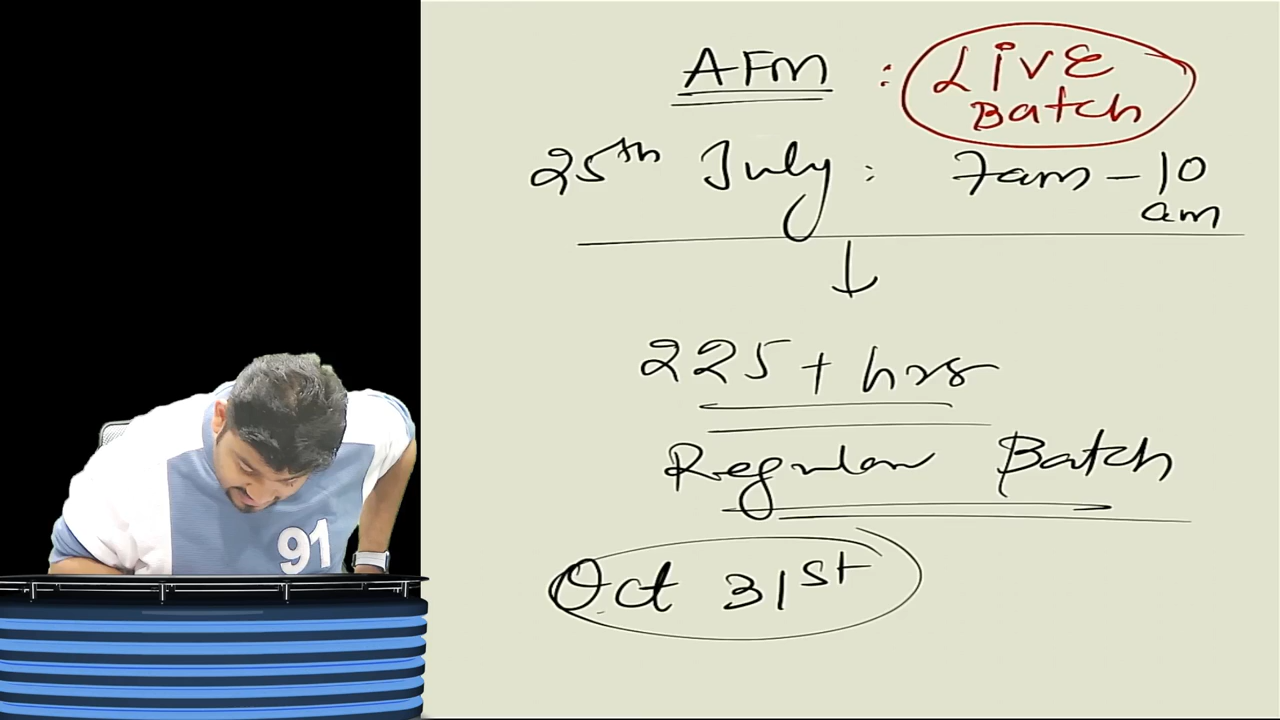 AFM : LIVE
Batch
25th July : 7am - 10
am
225 + hrs
Regular Batch
Oct 31st
91